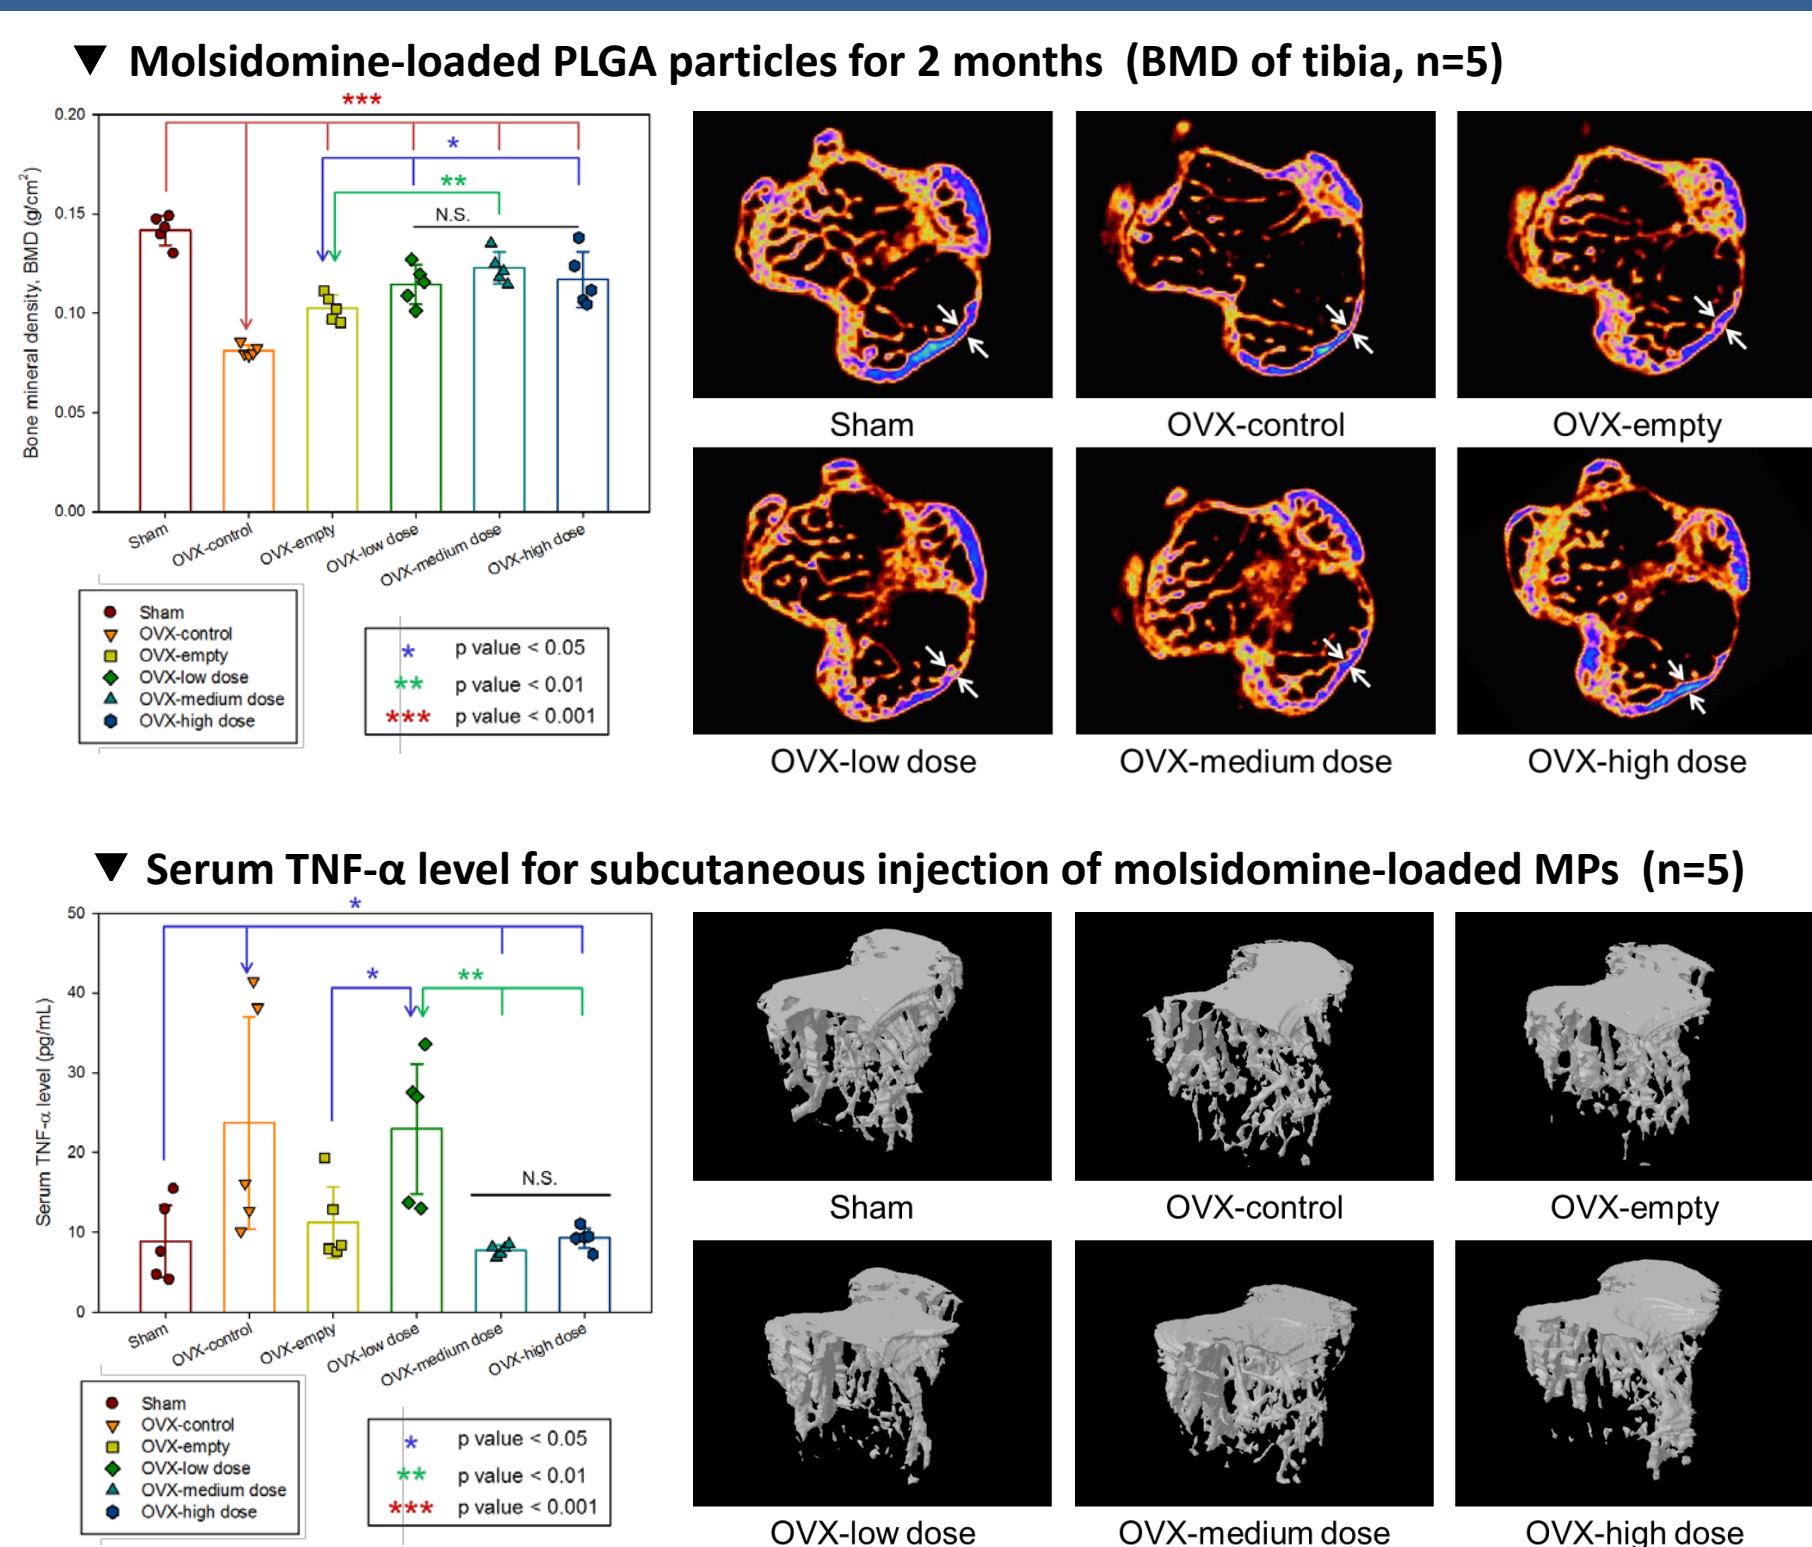 ▼ Molsidomine-loaded PLGA particles for 2 months (BMD of tibia, n=5)
***
*
**
N.S.
0.20
0.15
0.10
0.05
0.00
Bone mineral density, BMD (g/cm²)
Sham
OVX-control
OVX-empty
OVX-low dose
OVX-medium dose
OVX-high dose
Sham
OVX-control
OVX-empty
OVX-low dose
OVX-medium dose
OVX-high dose
* p value < 0.05
** p value < 0.01
*** p value < 0.001
Sham
OVX-control
OVX-empty
OVX-low dose
OVX-medium dose
OVX-high dose
▼ Serum TNF-α level for subcutaneous injection of molsidomine-loaded MPs (n=5)
*
*
**
N.S.
50
40
30
20
10
0
Serum TNF-α level (pg/mL)
Sham
OVX-control
OVX-empty
OVX-low dose
OVX-medium dose
OVX-high dose
Sham
OVX-control
OVX-empty
OVX-low dose
OVX-medium dose
OVX-high dose
* p value < 0.05
** p value < 0.01
*** p value < 0.001
Sham
OVX-control
OVX-empty
OVX-low dose
OVX-medium dose
OVX-high dose